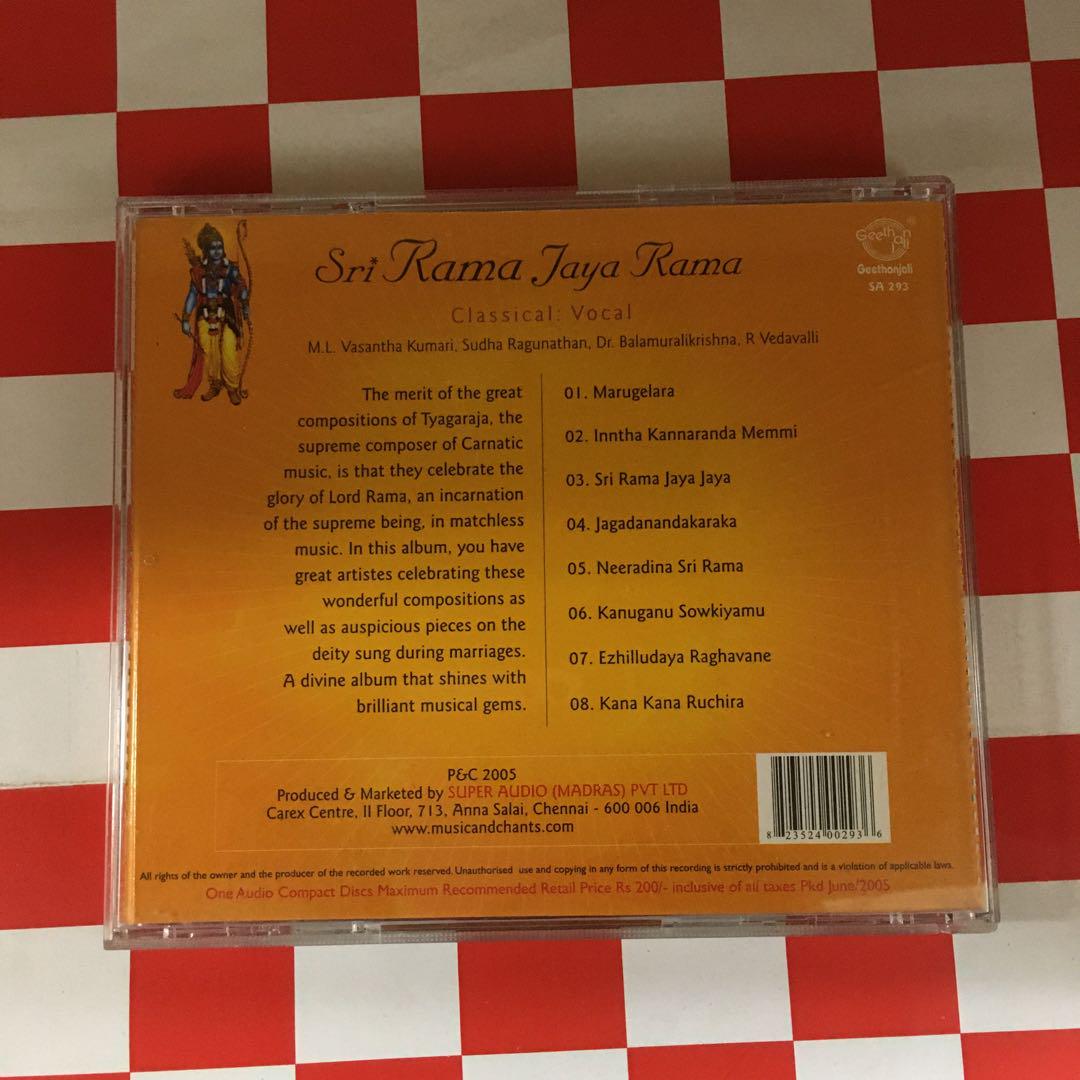 Sri Rama Jaya Rama
Geethanjali
Geethanjali
SA 293
Classical: Vocal
M.L. Vasantha Kumari, Sudha Ragunathan, Dr. Balamuralikrishna, R Vedavalli
The merit of the great
compositions of Tyagaraja, the
supreme composer of Carnatic
music, is that they celebrate the
glory of Lord Rama, an incarnation
of the supreme being, in matchless
music. In this album, you have
great artistes celebrating these
wonderful compositions as
well as auspicious pieces on the
deity sung during marriages.
A divine album that shines with
brilliant musical gems.
01. Marugelara
02. Inntha Kannaranda Memmi
03. Sri Rama Jaya Jaya
04. Jagadanandakaraka
05. Neeradina Sri Rama
06. Kanuganu Sowkiyamu
07. Ezhilludaya Raghavane
08. Kana Kana Ruchira
P&C 2005
Produced & Marketed by SUPER AUDIO (MADRAS) PVT LTD
Carex Centre, II Floor, 713, Anna Salai, Chennai - 600 006 India
www.musicandchants.com
8 23524 00293 6
All rights of the owner and the producer of the recorded work reserved. Unauthorised use and copying in any form of this recording is strictly prohibited and is a violation of applicable laws.
One Audio Compact Discs Maximum Recommended Retail Price Rs 200/- inclusive of all taxes Pkd June/2005